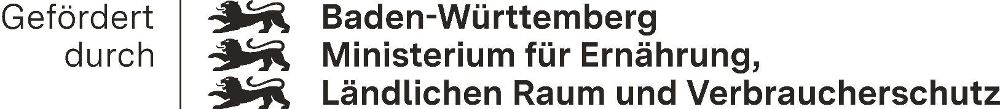 Gefördert
durch
Baden-Württemberg
Ministerium für Ernährung,
Ländlichen Raum und Verbraucherschutz